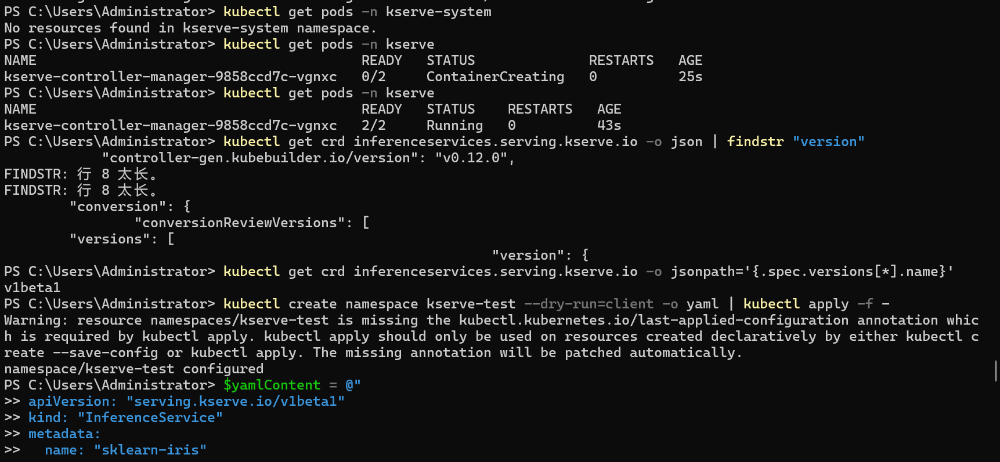 PS C:\Users\Administrator> kubectl get pods -n kserve-system
No resources found in kserve-system namespace.
PS C:\Users\Administrator> kubectl get pods -n kserve
NAME                                        READY   STATUS              RESTARTS   AGE
kserve-controller-manager-9858ccd7c-vgnxc   0/2     ContainerCreating   0          25s
PS C:\Users\Administrator> kubectl get pods -n kserve
NAME                                        READY   STATUS    RESTARTS   AGE
kserve-controller-manager-9858ccd7c-vgnxc   2/2     Running   0          43s
PS C:\Users\Administrator> kubectl get crd inferenceservices.serving.kserve.io -o json | findstr "version"
            "controller-gen.kubebuilder.io/version": "v0.12.0",
FINDSTR: 行 8 太长。
FINDSTR: 行 8 太长。
        "conversion": {
                "conversionReviewVersions": [
        "versions": [
                                                            "version": {
PS C:\Users\Administrator> kubectl get crd inferenceservices.serving.kserve.io -o jsonpath='{.spec.versions[*].name}'
v1beta1
PS C:\Users\Administrator> kubectl create namespace kserve-test --dry-run=client -o yaml | kubectl apply -f -
Warning: resource namespaces/kserve-test is missing the kubectl.kubernetes.io/last-applied-configuration annotation whic
h is required by kubectl apply. kubectl apply should only be used on resources created declaratively by either kubectl c
reate --save-config or kubectl apply. The missing annotation will be patched automatically.
namespace/kserve-test configured
PS C:\Users\Administrator> $yamlContent = @"
>> apiVersion: "serving.kserve.io/v1beta1"
>> kind: "InferenceService"
>> metadata:
>>   name: "sklearn-iris"